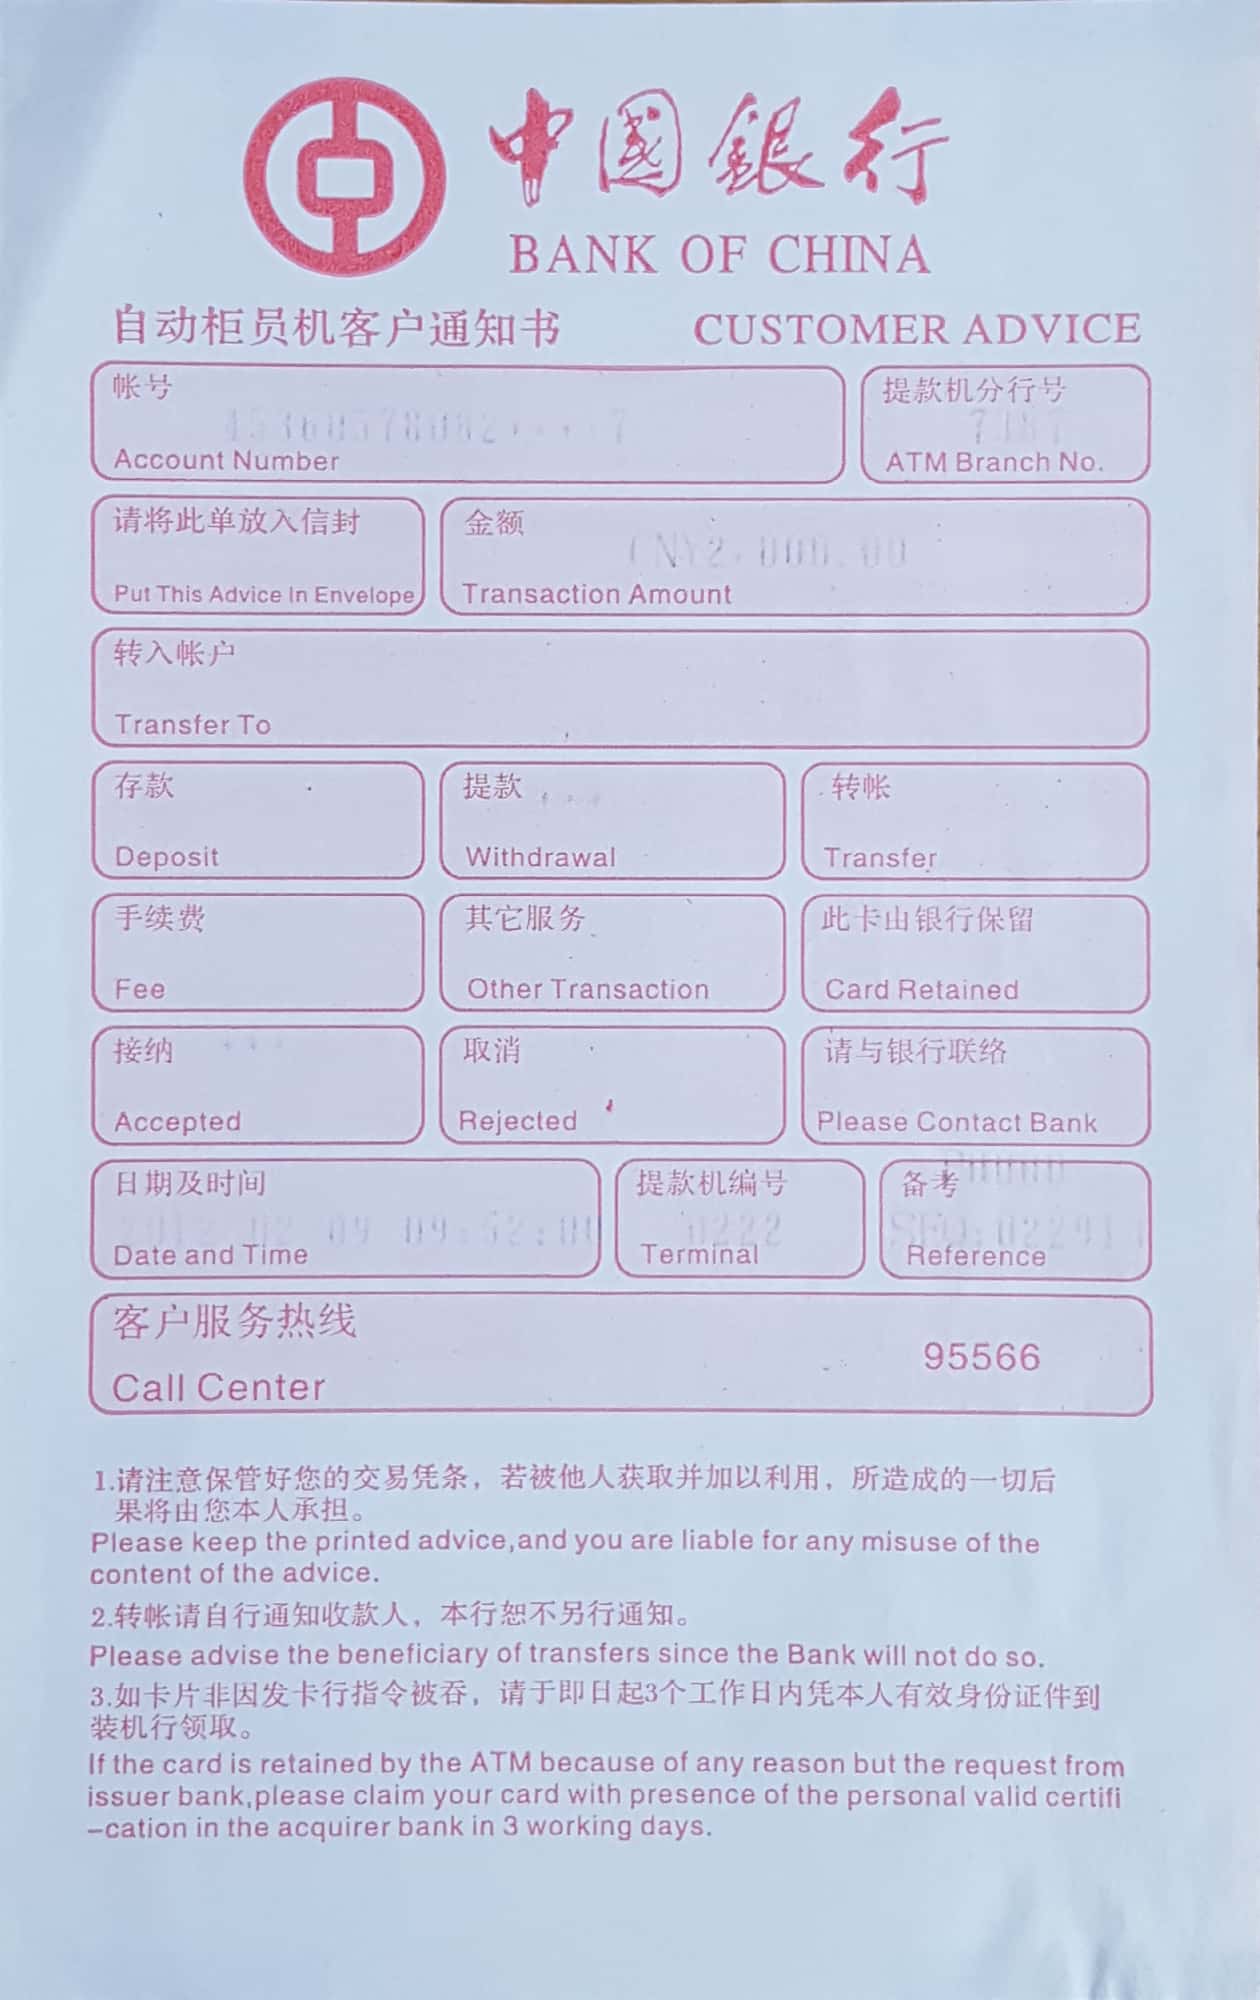 中國銀行
BANK OF CHINA
自动柜员机客户通知书 CUSTOMER ADVICE
帐号 提款机分行号
Account Number ATM Branch No.
请将此单放入信封 金额
CNY2,000.00
Put This Advice In Envelope Transaction Amount
转入帐户
Transfer To
存款 提款 转帐
Deposit Withdrawal Transfer
手续费 其它服务 此卡由银行保留
Fee Other Transaction Card Retained
接纳 取消 请与银行联络
Accepted Rejected Please Contact Bank
日期及时间 提款机编号 备考
0222
Date and Time Terminal Reference
客户服务热线
95566
Call Center
1.请注意保管好您的交易凭条，若被他人获取并加以利用，所造成的一切后
果将由您本人承担。
Please keep the printed advice,and you are liable for any misuse of the
content of the advice.
2.转帐请自行通知收款人，本行恕不另行通知。
Please advise the beneficiary of transfers since the Bank will not do so.
3.如卡片非因发卡行指令被吞，请于即日起3个工作日内凭本人有效身份证件到
装机行领取。
If the card is retained by the ATM because of any reason but the request from
issuer bank,please claim your card with presence of the personal valid certifi
-cation in the acquirer bank in 3 working days.